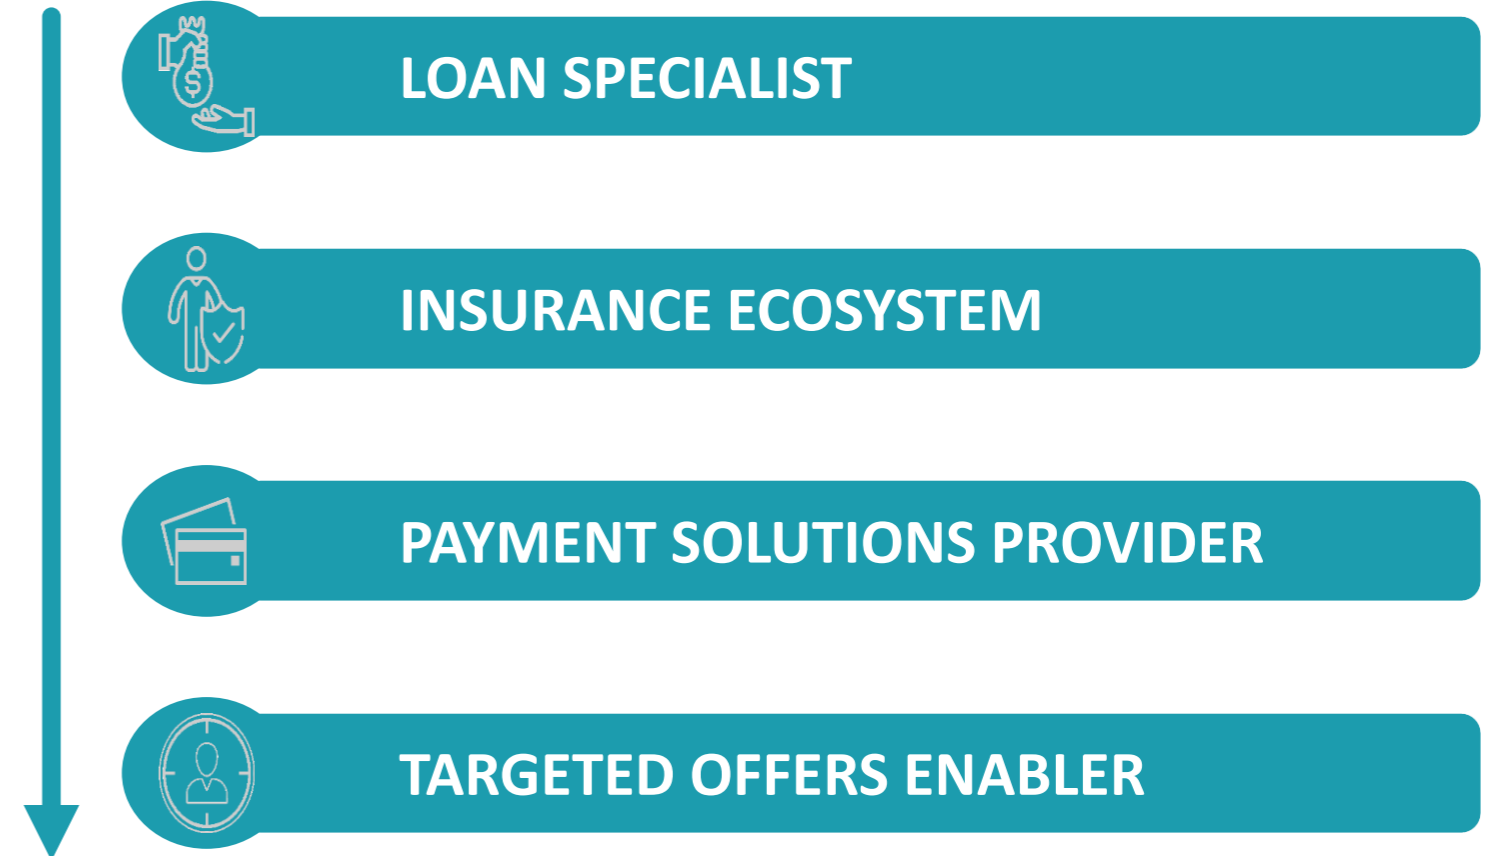 LOAN SPECIALIST
INSURANCE ECOSYSTEM
PAYMENT SOLUTIONS PROVIDER
TARGETED OFFERS ENABLER